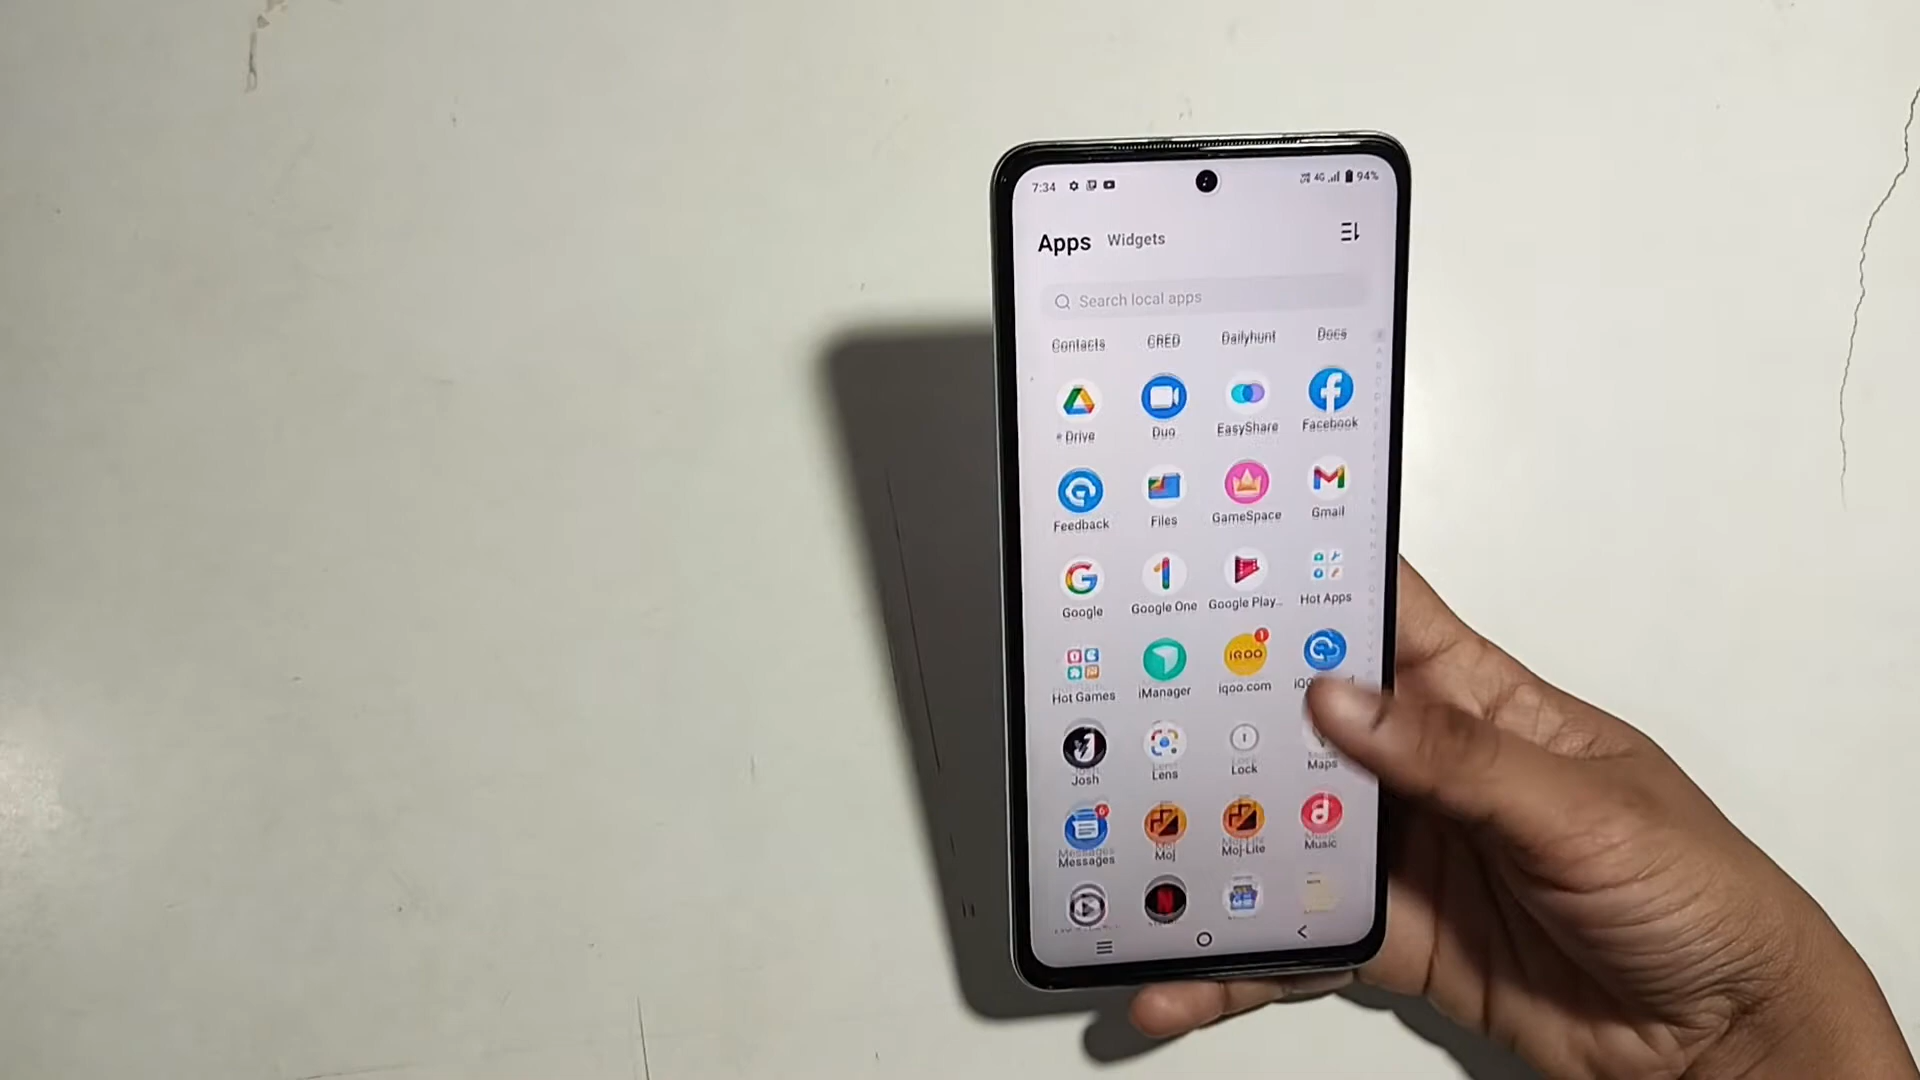 7:34 4G 94%
Apps Widgets
Search local apps
Contacts CRED Dailyhunt Docs
Drive Duo EasyShare Facebook
Feedback Files GameSpace Gmail
Google Google One Google Play... Hot Apps
iQOO
Hot Games iManager iqoo.com
Josh Lens Lock Maps
Messages Moj Moj Lite Music